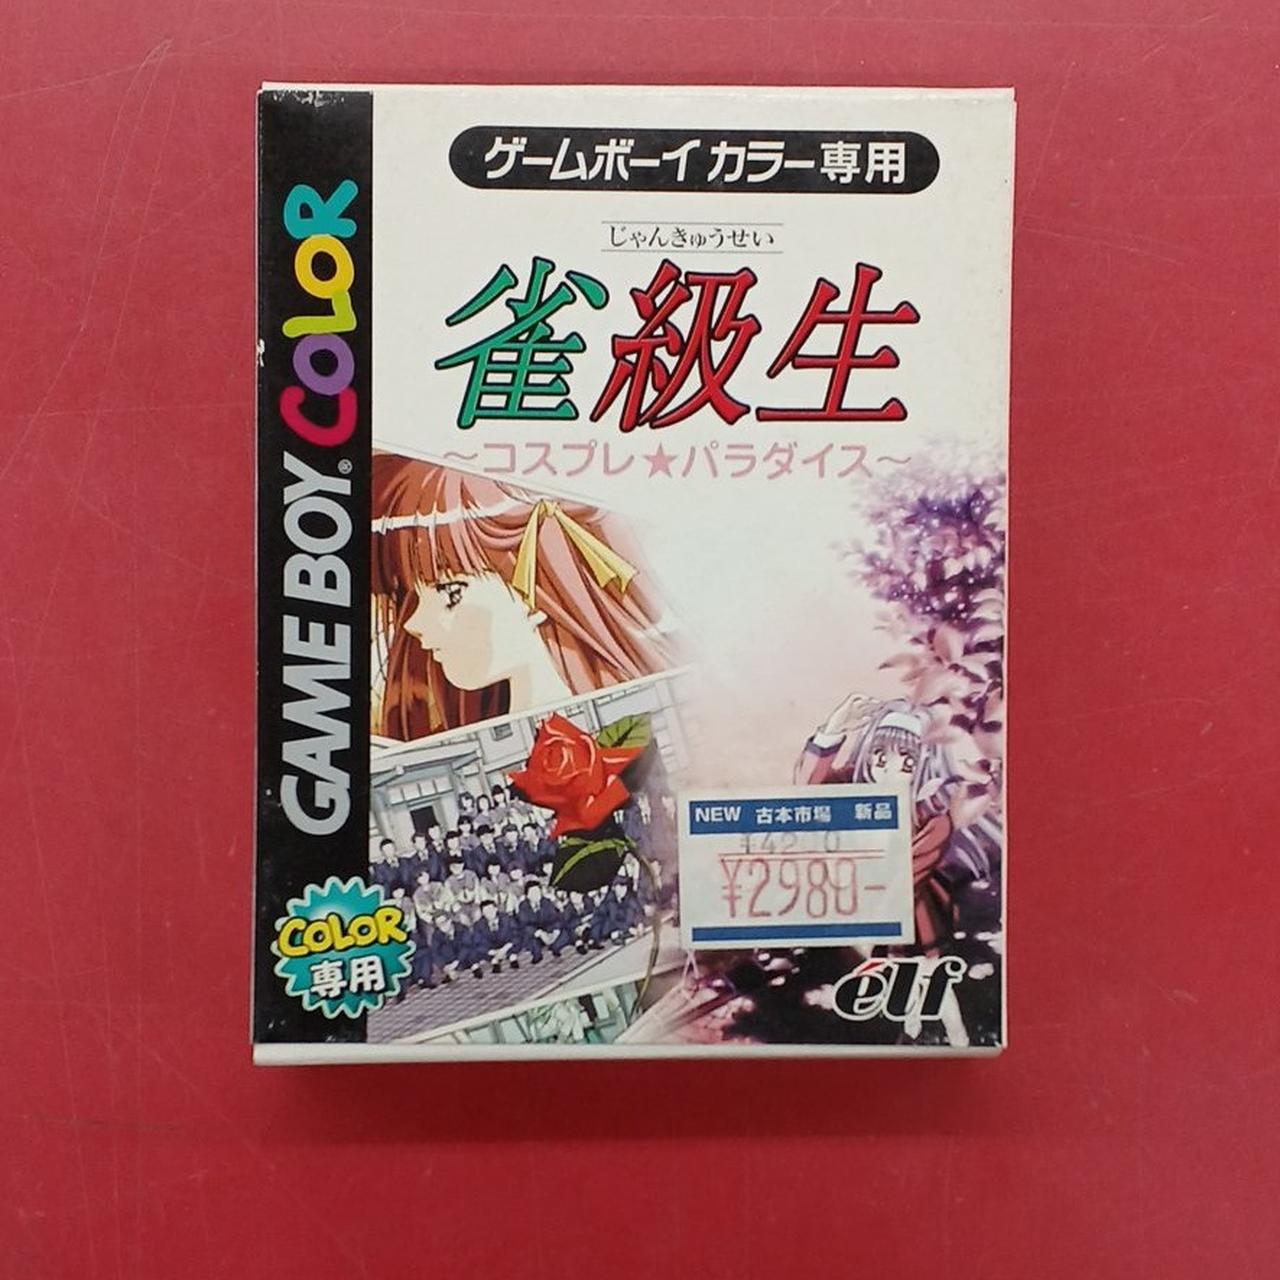 ゲームボーイ カラー専用
じゃんきゅうせい
雀級生
～コスプレ★パラダイス～
GAME BOY® COLOR
NEW 古本市場 新品
¥2980-
COLOR
専用
élf